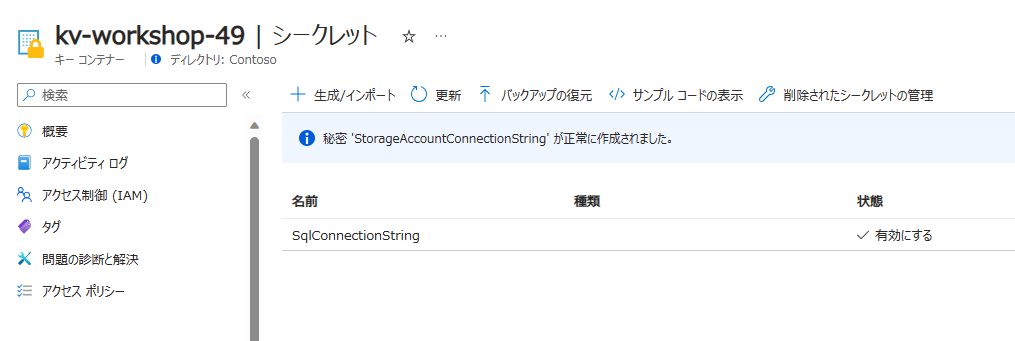 kv-workshop-49 | シークレット ☆ …
キー コンテナー ディレクトリ: Contoso
検索 «
概要
アクティビティ ログ
アクセス制御 (IAM)
タグ
問題の診断と解決
アクセス ポリシー
生成/インポート 更新 バックアップの復元 サンプル コードの表示 削除されたシークレットの管理
秘密 'StorageAccountConnectionString' が正常に作成されました。
名前 種類 状態
SqlConnectionString ✓ 有効にする